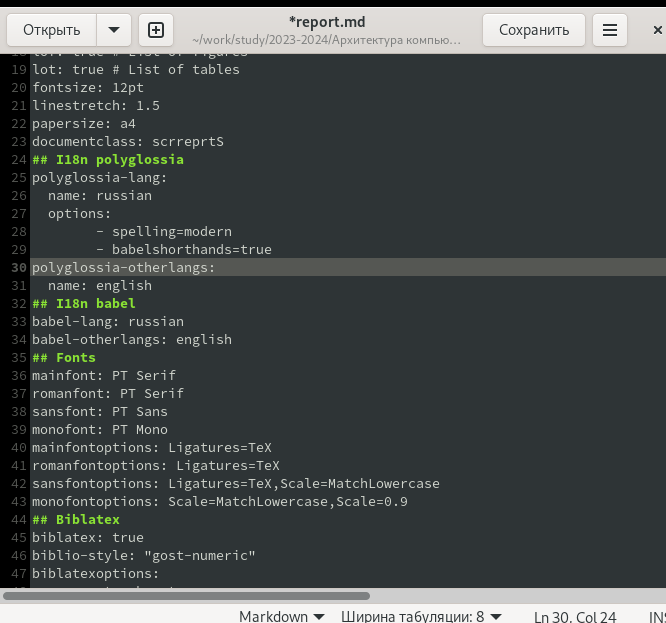 Открыть
*report.md
~/work/study/2023-2024/Архитектура компью...
Сохранить
19 lot: true # List of tables
20 fontsize: 12pt
21 linestretch: 1.5
22 papersize: a4
23 documentclass: scrreprtS
24 ## I18n polyglossia
25 polyglossia-lang:
26   name: russian
27   options:
28         - spelling=modern
29         - babelshorthands=true
30 polyglossia-otherlangs:
31   name: english
32 ## I18n babel
33 babel-lang: russian
34 babel-otherlangs: english
35 ## Fonts
36 mainfont: PT Serif
37 romanfont: PT Serif
38 sansfont: PT Sans
39 monofont: PT Mono
40 mainfontoptions: Ligatures=TeX
41 romanfontoptions: Ligatures=TeX
42 sansfontoptions: Ligatures=TeX,Scale=MatchLowercase
43 monofontoptions: Scale=MatchLowercase,Scale=0.9
44 ## Biblatex
45 biblatex: true
46 biblio-style: "gost-numeric"
47 biblatexoptions:
Markdown Ширина табуляции: 8 Ln 30, Col 24